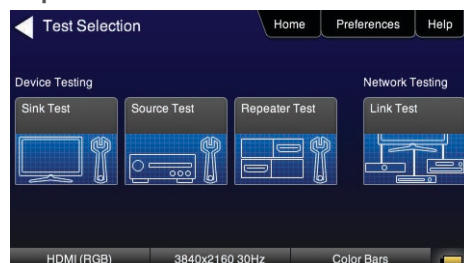 Test Selection Home Preferences Help
Device Testing Network Testing
Sink Test Source Test Repeater Test Link Test
HDMI (RGB) 3840x2160 30Hz Color Bars